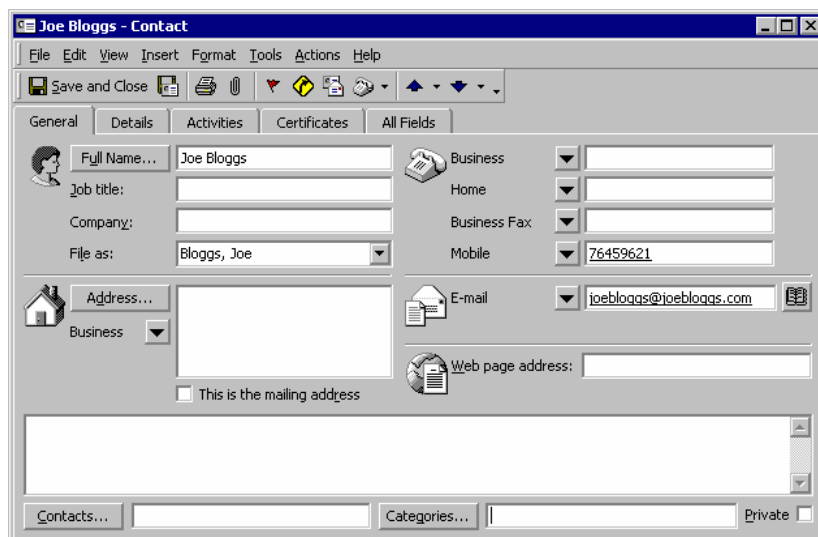 Joe Bloggs - Contact
File Edit View Insert Format Tools Actions Help
Save and Close
General Details Activities Certificates All Fields
Full Name... Joe Bloggs Business
Job title: Home
Company: Business Fax
File as: Bloggs, Joe Mobile 76459621
Address... E-mail joebloggs@joebloggs.com
Business
Web page address:
This is the mailing address
Contacts... Categories... Private